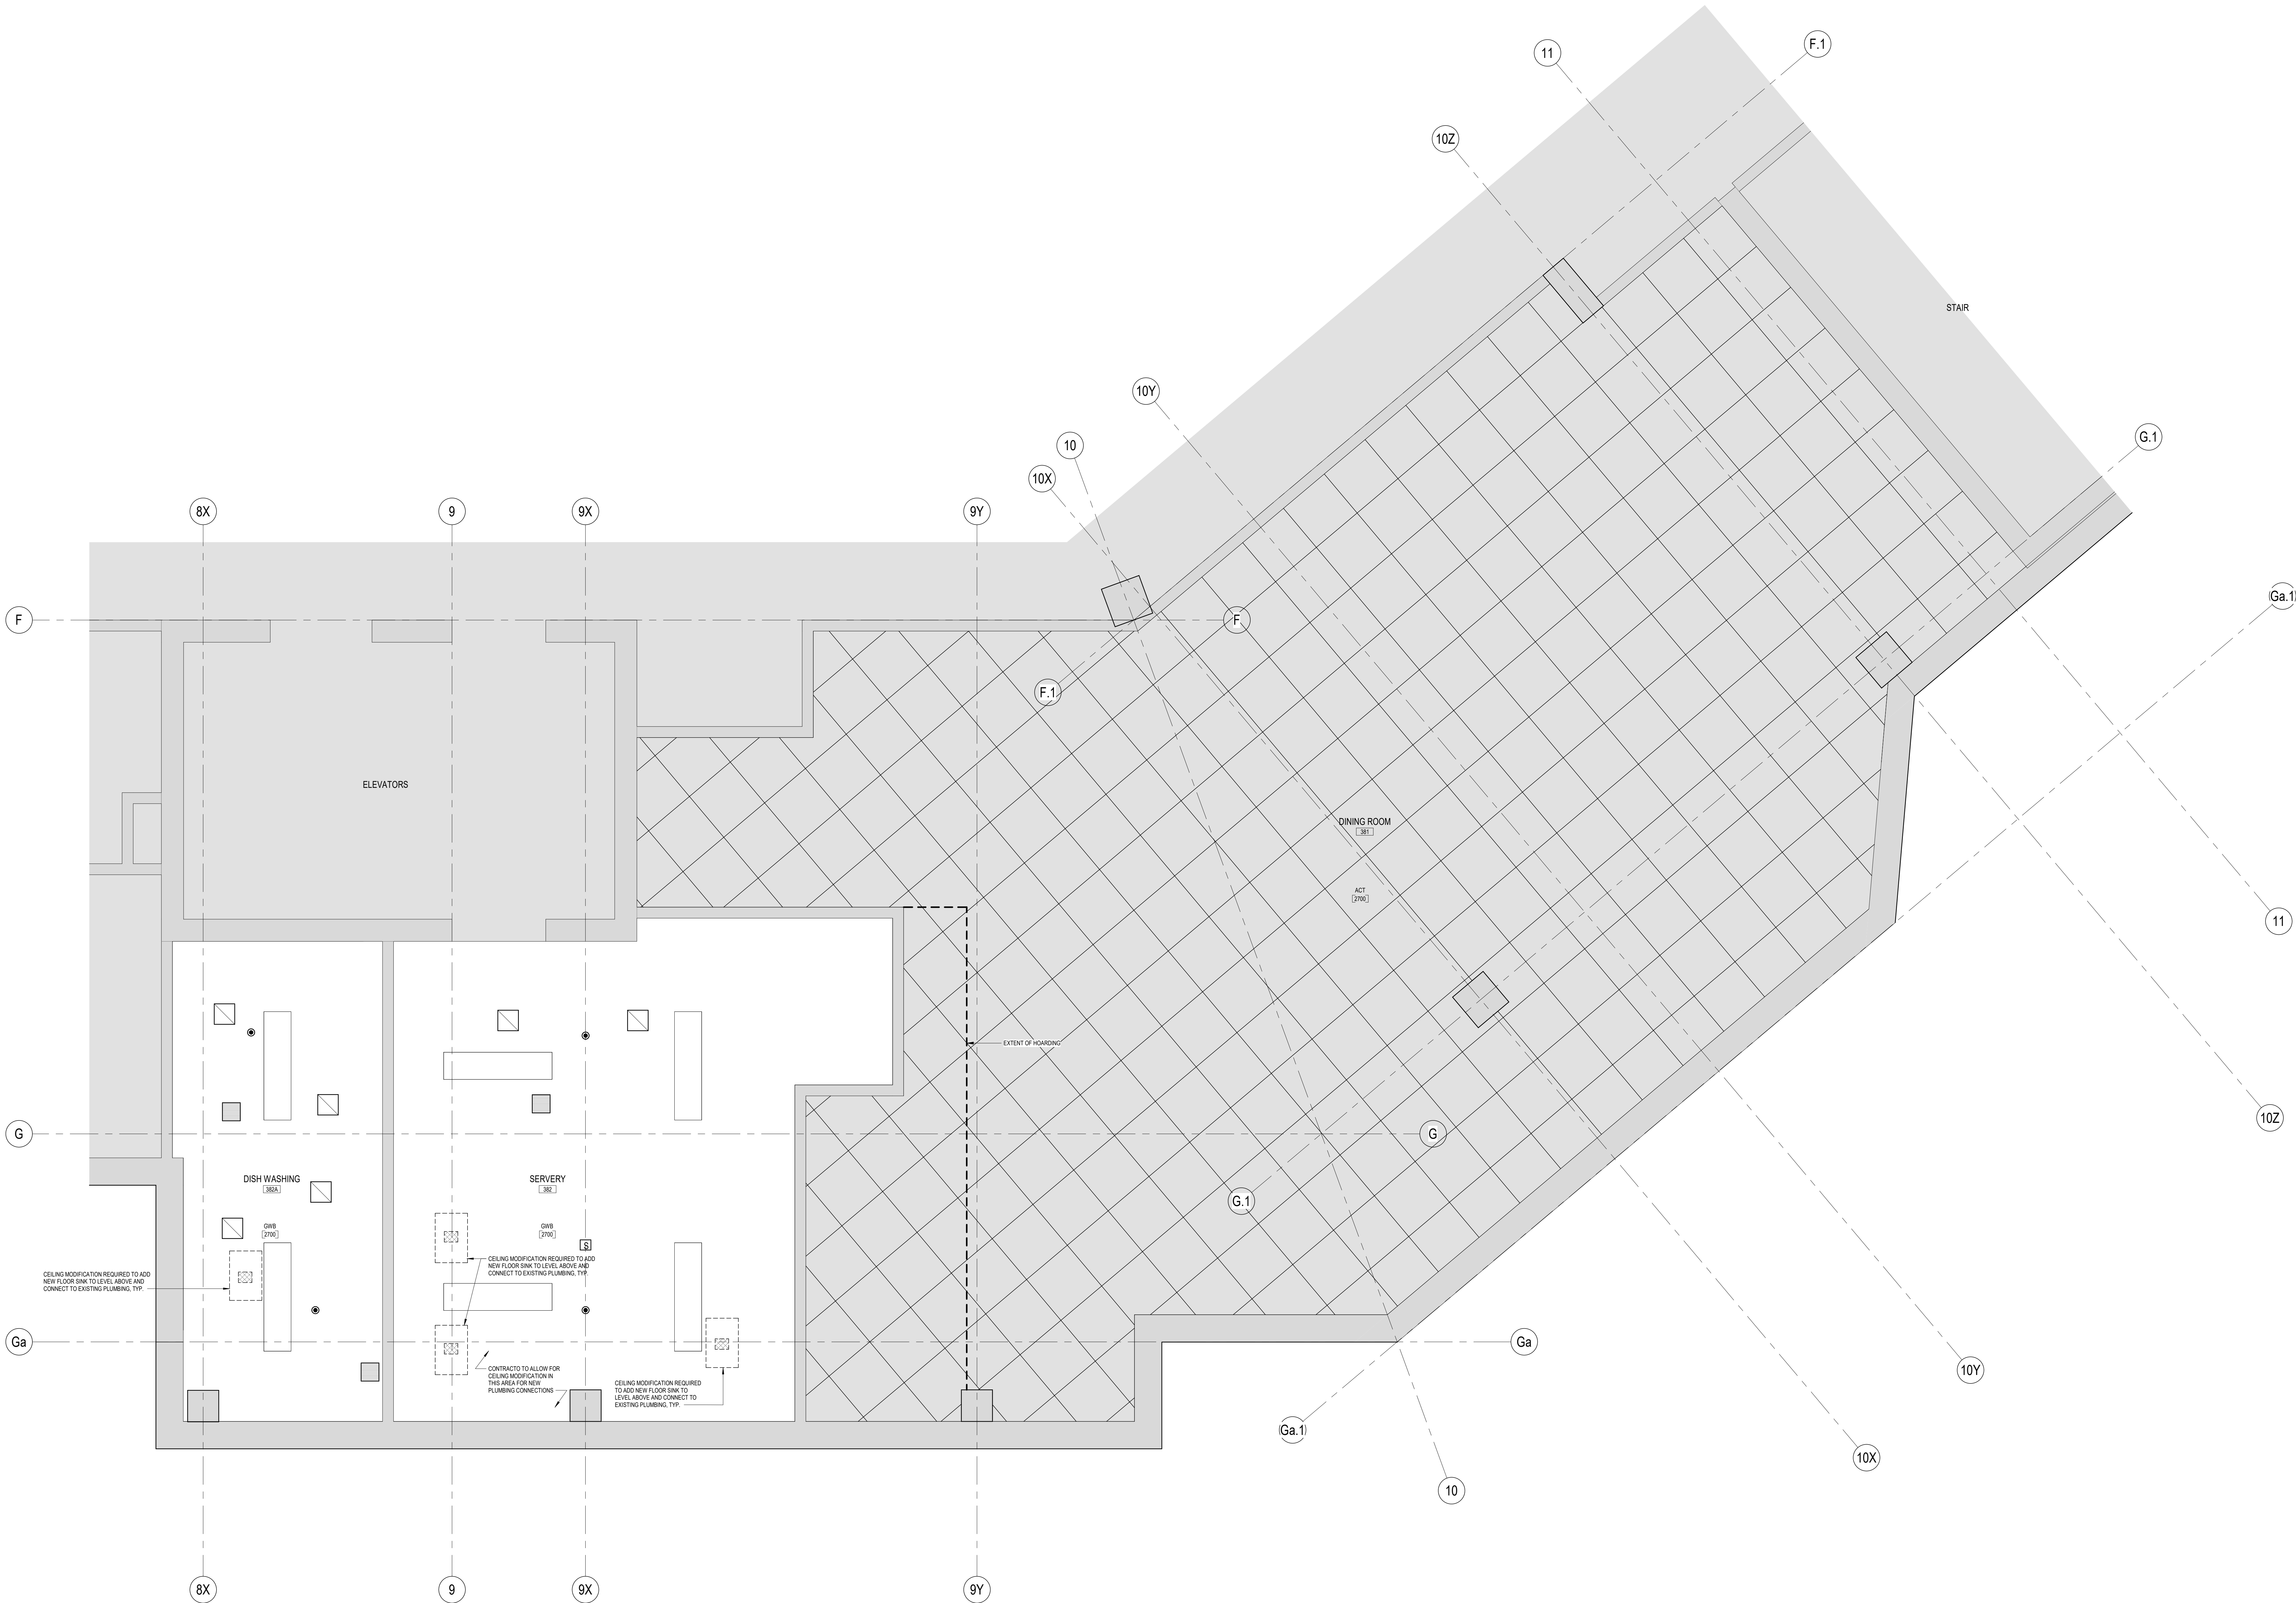 F.1
11
10Z
10Y
G.1
10
10X
8X
9
9X
9Y
STAIR
Ga.1
F
F
F.1
ELEVATORS
DINING ROOM
381
ACT
2700
11
EXTENT OF HOARDING
G
G
10Z
DISH WASHING
382A
SERVERY
382
G.1
GWB
2700
GWB
2700
S
CEILING MODIFICATION REQUIRED TO ADD
NEW FLOOR SINK TO LEVEL ABOVE AND
CONNECT TO EXISTING PLUMBING, TYP.
CEILING MODIFICATION REQUIRED TO ADD
NEW FLOOR SINK TO LEVEL ABOVE AND
CONNECT TO EXISTING PLUMBING, TYP.
Ga
Ga
CONTRACTO TO ALLOW FOR
CEILING MODIFICATION IN
THIS AREA FOR NEW
PLUMBING CONNECTIONS
CEILING MODIFICATION REQUIRED
TO ADD NEW FLOOR SINK TO
LEVEL ABOVE AND CONNECT TO
EXISTING PLUMBING, TYP.
10Y
Ga.1
10X
10
8X
9
9X
9Y